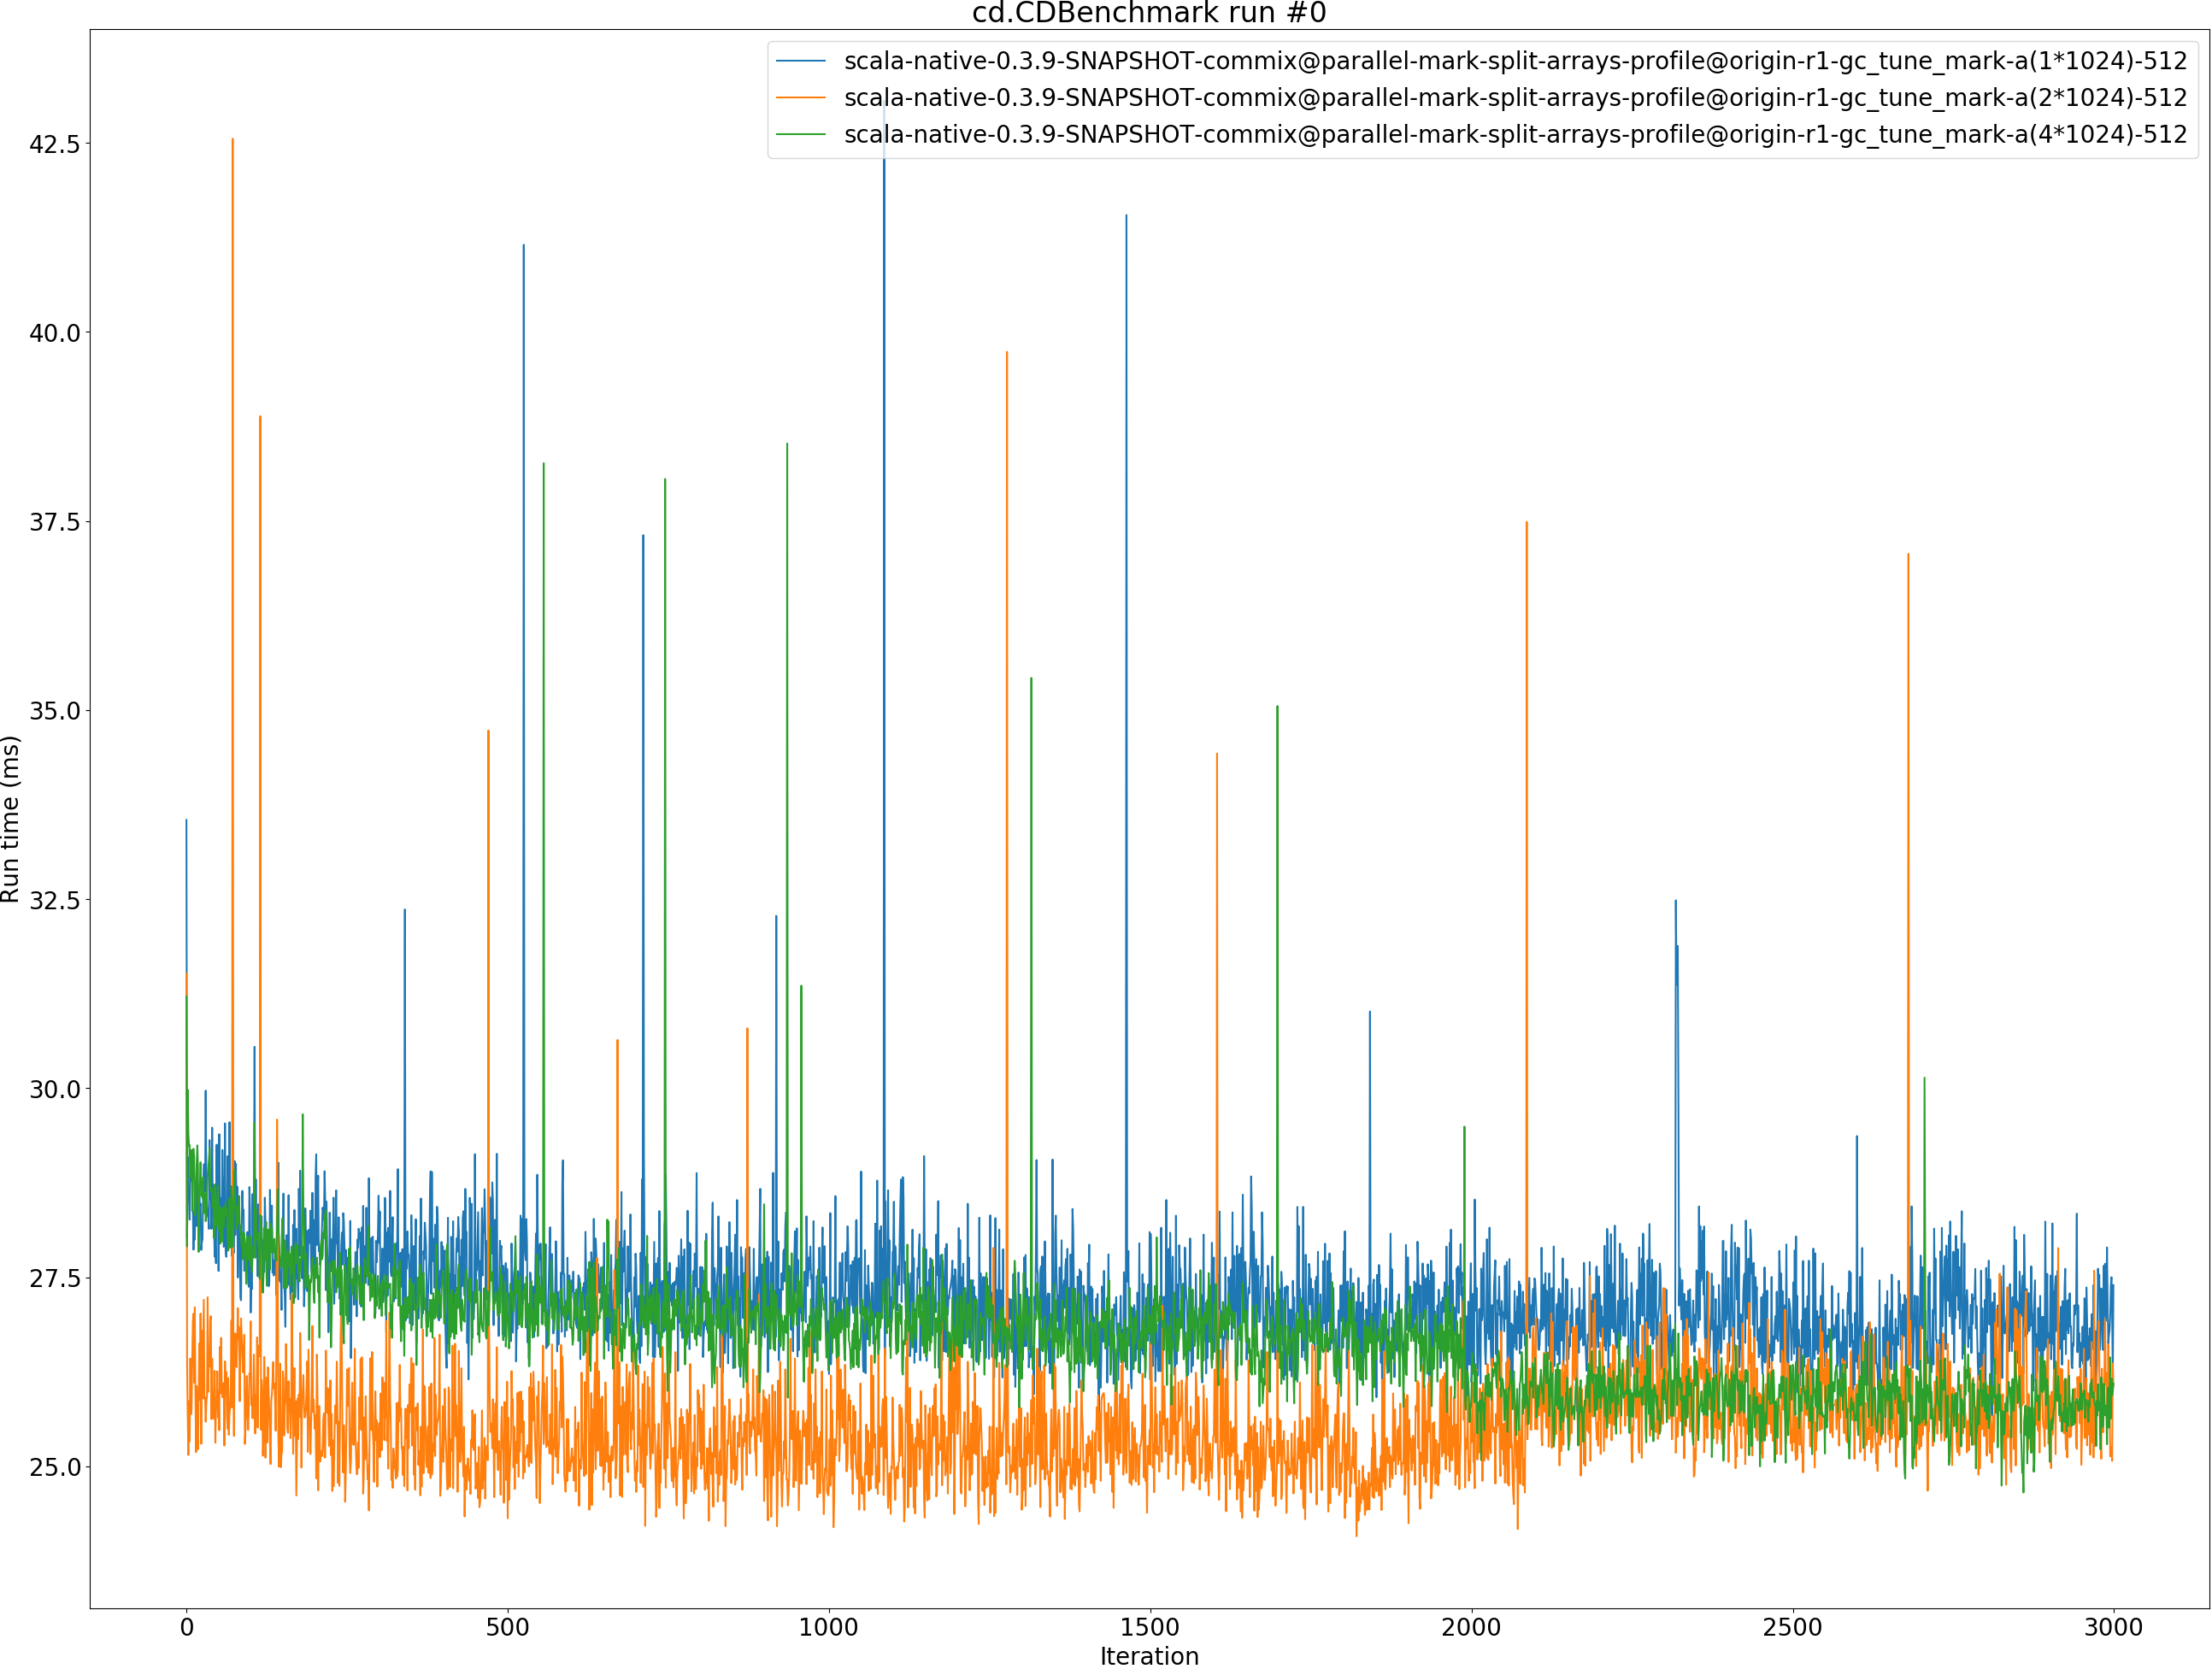 cd.CDBenchmark run #0
scala-native-0.3.9-SNAPSHOT-commix@parallel-mark-split-arrays-profile@origin-r1-gc_tune_mark-a(1*1024)-512
scala-native-0.3.9-SNAPSHOT-commix@parallel-mark-split-arrays-profile@origin-r1-gc_tune_mark-a(2*1024)-512
scala-native-0.3.9-SNAPSHOT-commix@parallel-mark-split-arrays-profile@origin-r1-gc_tune_mark-a(4*1024)-512
42.5
40.0
37.5
35.0
32.5
30.0
27.5
25.0
Run time (ms)
0 500 1000 1500 2000 2500 3000
Iteration